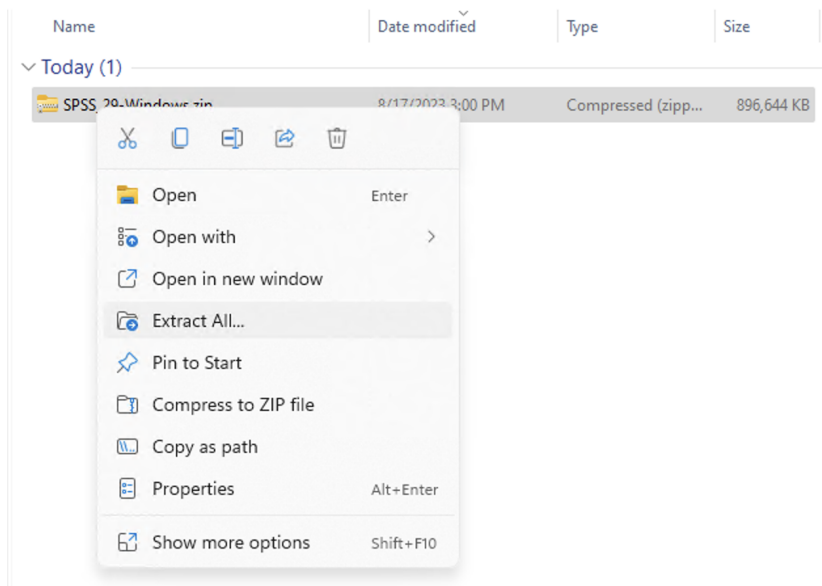 Name Date modified Type Size
Today (1)
SPSS_29-Windows.zip 8/17/2023 3:00 PM Compressed (zipp... 896,644 KB
Open Enter
Open with
Open in new window
Extract All...
Pin to Start
Compress to ZIP file
Copy as path
Properties Alt+Enter
Show more options Shift+F10